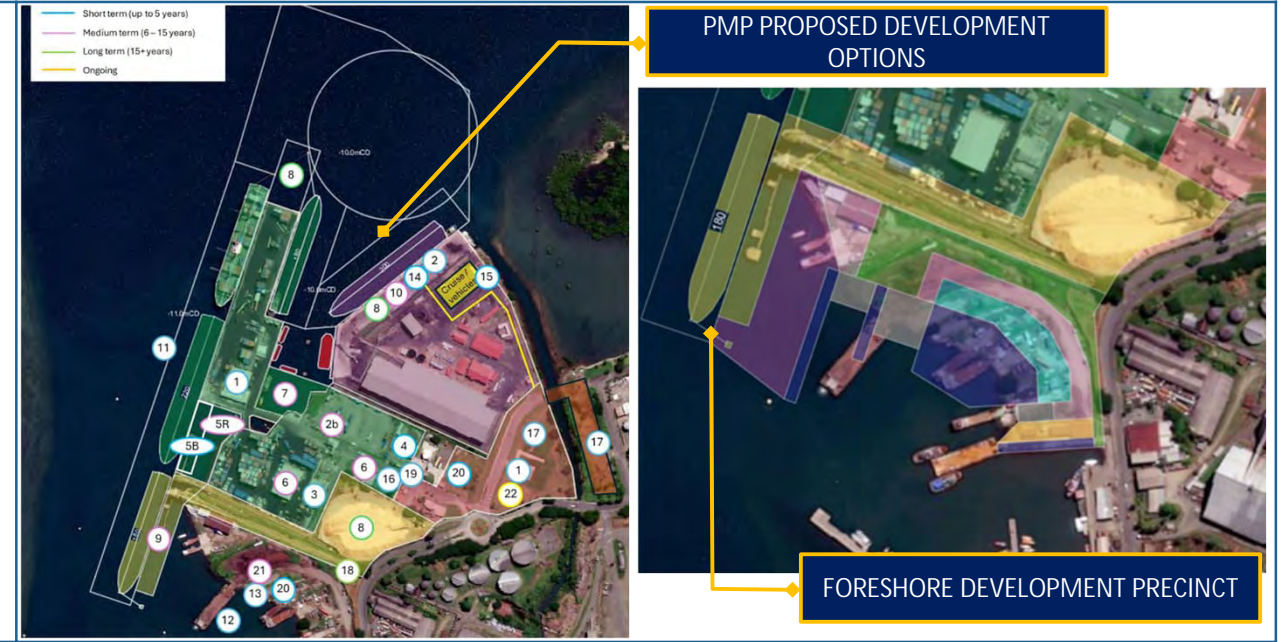 Short term (up to 5 years)
Medium term (6 – 15 years)
Long term (15+ years)
Ongoing
PMP PROPOSED DEVELOPMENT
OPTIONS
-10.0mCD
8
2
14
15
Cruise /
vehicles
10
8
-10.0mCD
-11.0mCD
11
200
1
7
5R
2b
5B
4
17
17
6
6
16
19
20
1
3
22
8
9
18
21
13
20
12
180
FORESHORE DEVELOPMENT PRECINCT